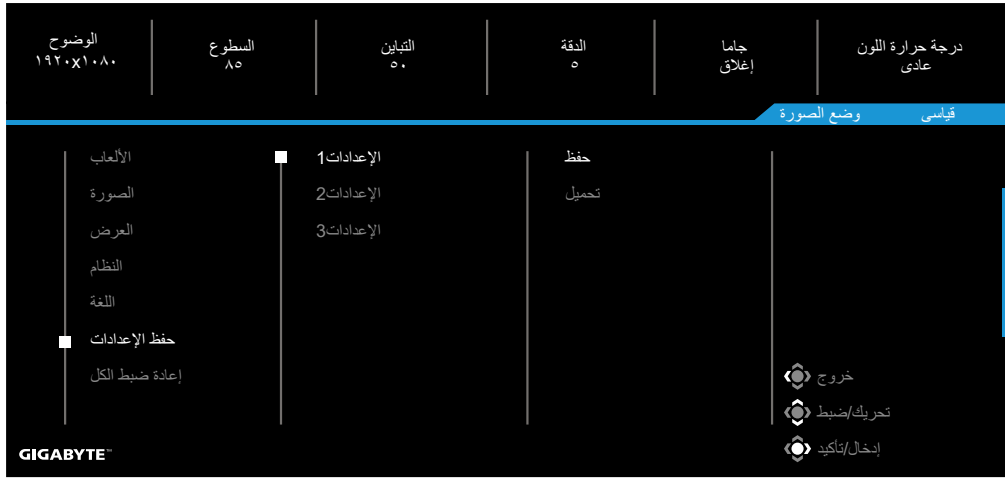 الوضوح
١٩٢٠x١٠٨٠
السطوع
٨٥
التباين
٥٠
الدقة
٥
جاما
إغلاق
درجة حرارة اللون
عادى
قياسى
وضع الصورة
الألعاب
الصورة
العرض
النظام
اللغة
حفظ الإعدادات
إعادة ضبط الكل
الإعدادات1
الإعدادات2
الإعدادات3
حفظ
تحميل
خروج
تحريك/ضبط
إدخال/تأكيد
GIGABYTE™